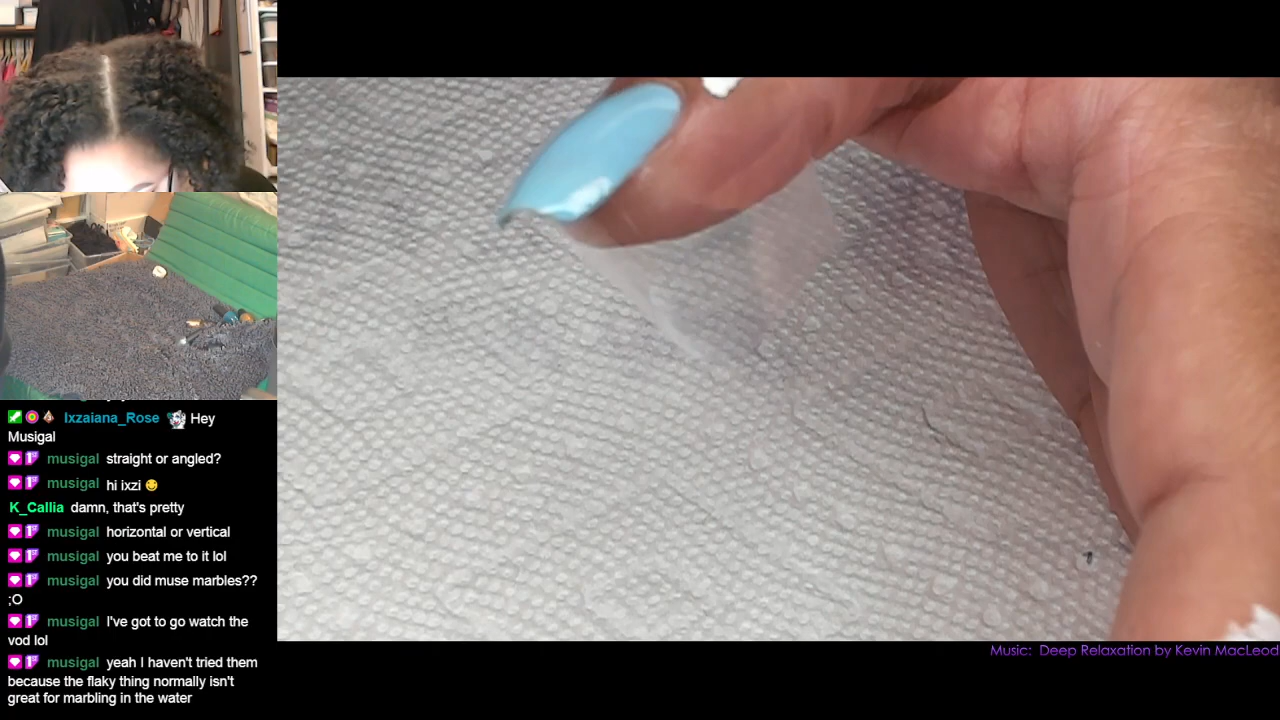 Ixzaiana_Rose Hey
Musigal
musigal straight or angled?
musigal hi ixzi
K_Callia damn, that's pretty
musigal horizontal or vertical
musigal you beat me to it lol
musigal you did muse marbles??
;O
musigal I've got to go watch the
vod lol
musigal yeah I haven't tried them
because the flaky thing normally isn't
great for marbling in the water
Music: Deep Relaxation by Kevin MacLeod